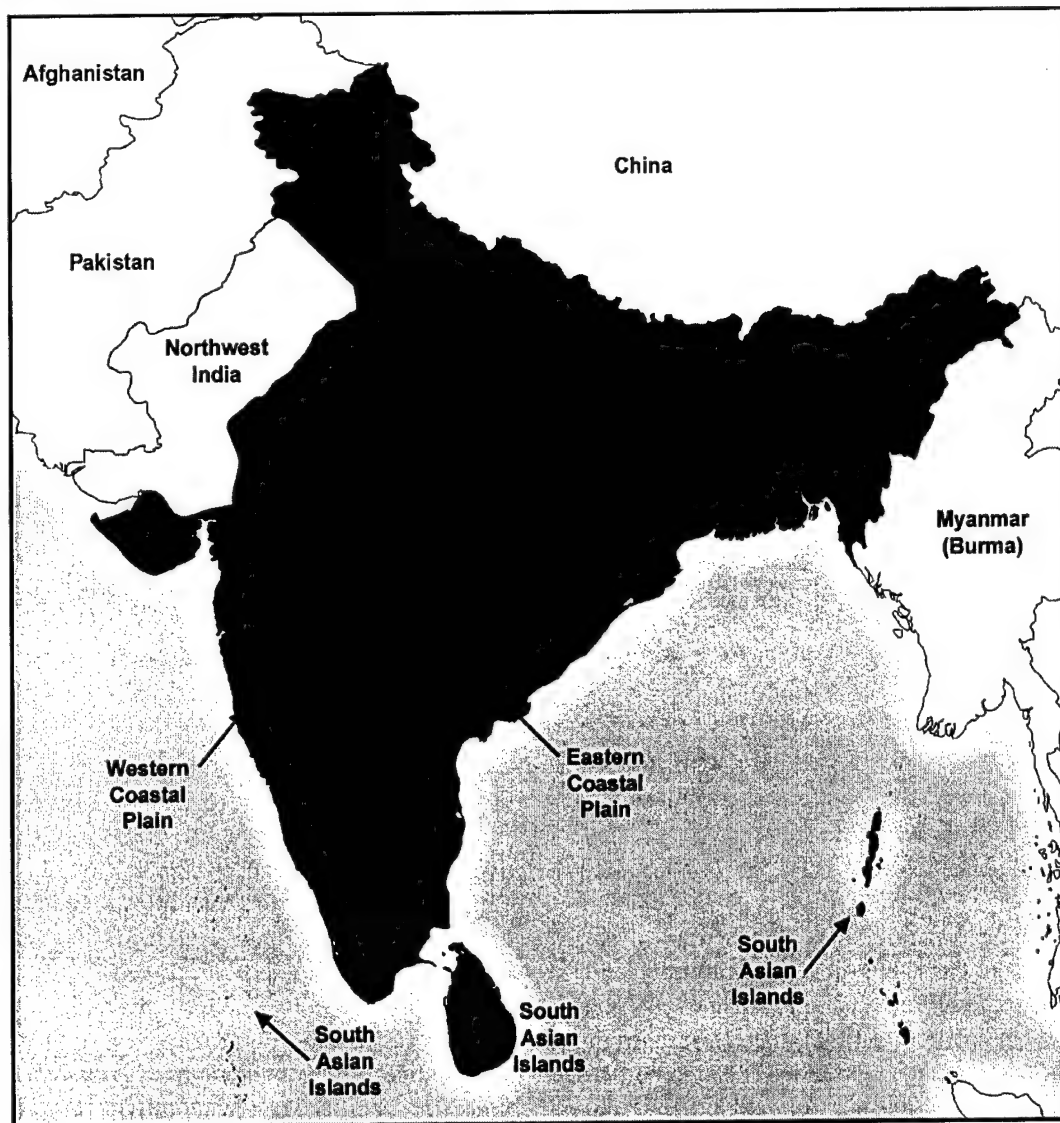 Afghanistan
China
Pakistan
Northwest
India
Myanmar
(Burma)
Western
Coastal
Plain
Eastern
Coastal
Plain
South
Asian
Islands
South
Asian
Islands
South
Asian
Islands